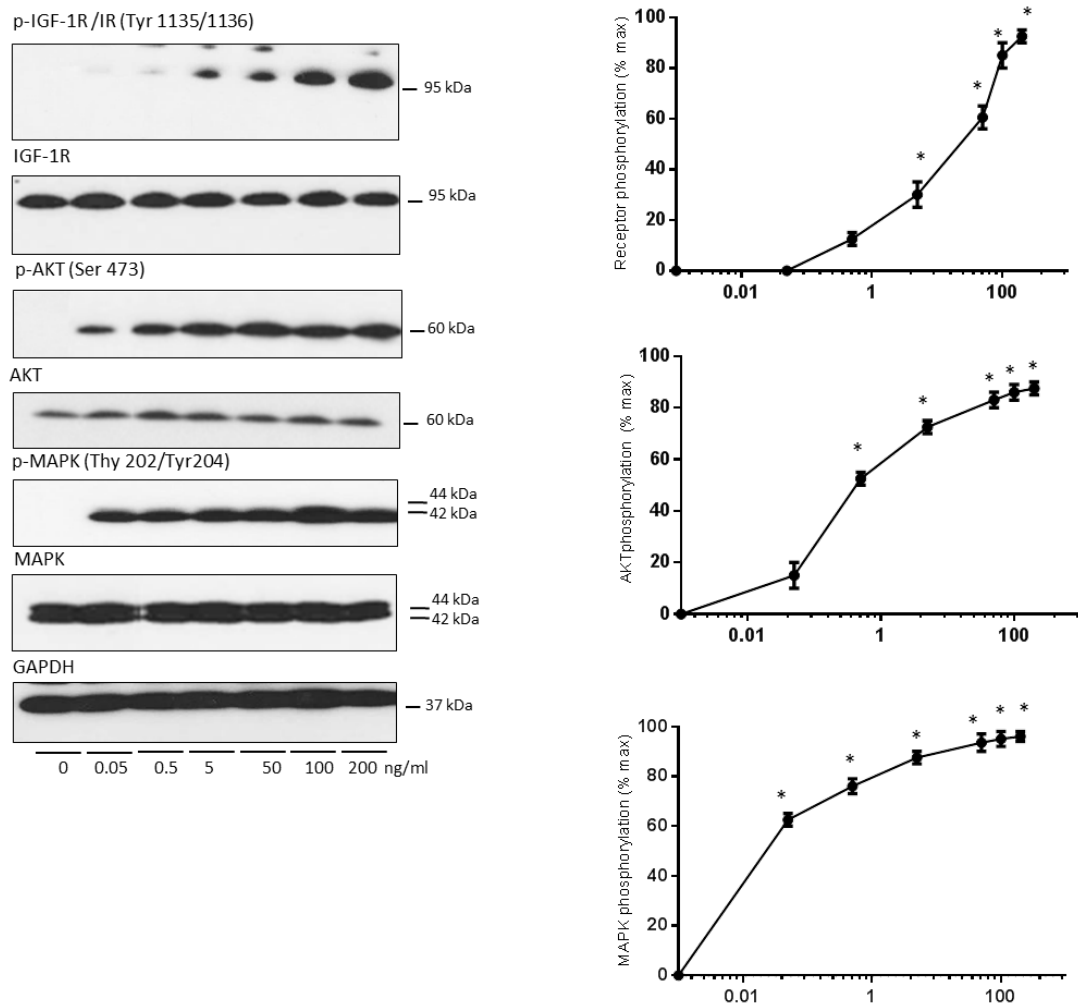 p-IGF-1R /IR (Tyr 1135/1136)
95 kDa
IGF-1R
95 kDa
p-AKT (Ser 473)
60 kDa
AKT
60 kDa
p-MAPK (Thy 202/Tyr204)
44 kDa
42 kDa
MAPK
44 kDa
42 kDa
GAPDH
37 kDa
0 0.05 0.5 5 50 100 200 ng/ml
Receptor phosphorylation (% max)
100
80
60
40
20
0
0.01 1 100
* * * * *
AKTphosphorylation (% max)
100
80
60
40
20
0
0.01 1 100
* * * * *
MAPK phosphorylation (% max)
100
80
60
40
20
0
0.01 1 100
* * * * * *